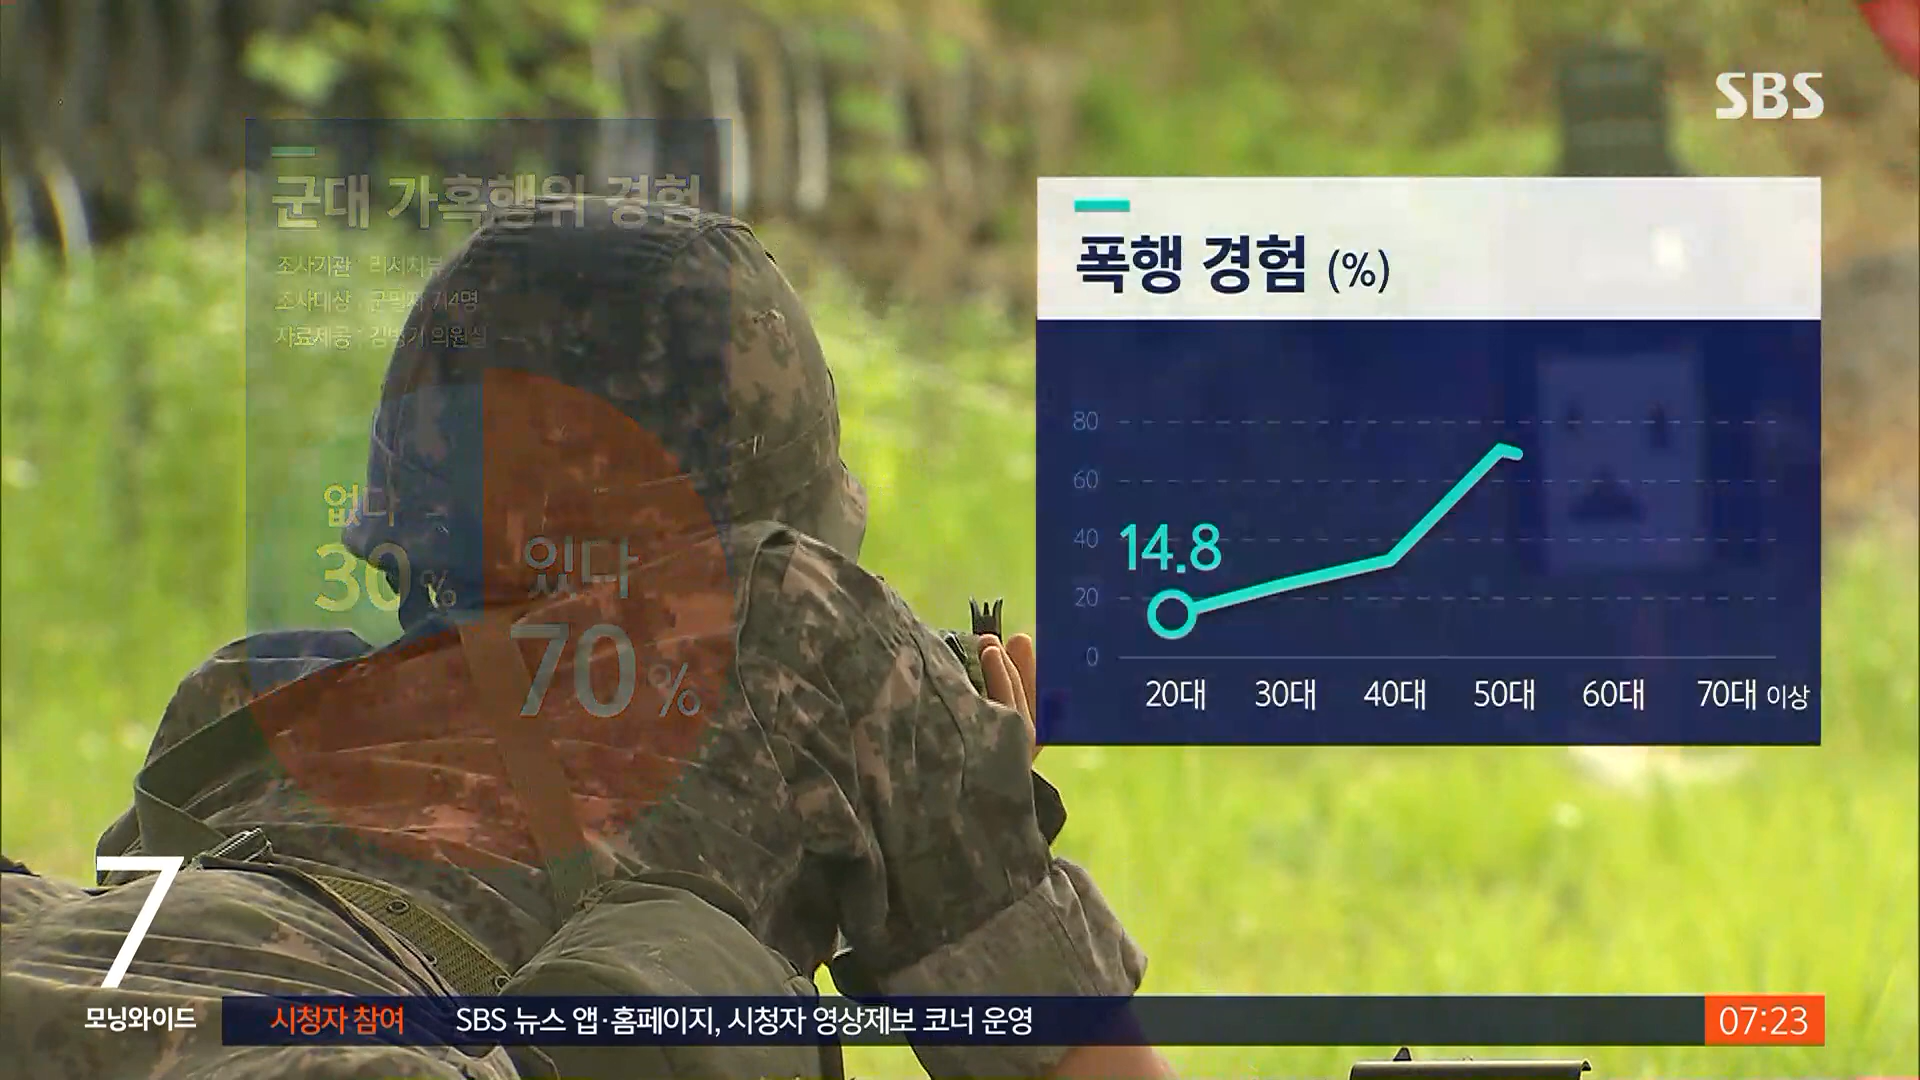 SBS
군대 가혹행위 경험
조사기관 : 리서치뷰
조사대상 : 군필자 714명
자료제공 : 김병기 의원실
없다
30%
있다
70%
폭행 경험 (%)
80
60
40
20
0
14.8
20대 30대 40대 50대 60대 70대 이상
7
모닝와이드
시청자 참여 SBS 뉴스 앱·홈페이지, 시청자 영상제보 코너 운영
07:23